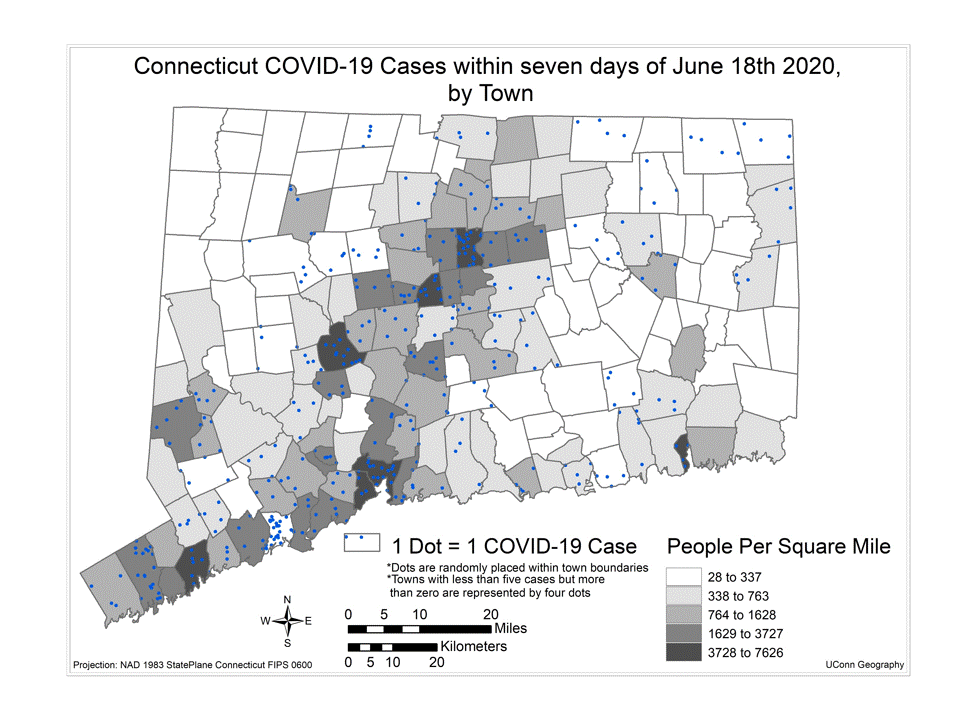 Connecticut COVID-19 Cases within seven days of June 18th 2020,
by Town
1 Dot = 1 COVID-19 Case
*Dots are randomly placed within town boundaries
*Towns with less than five cases but more
than zero are represented by four dots
People Per Square Mile
28 to 337
338 to 763
764 to 1628
1629 to 3727
3728 to 7626
N
W E
S
0 5 10 20
Miles
Kilometers
0 5 10 20
Projection: NAD 1983 StatePlane Connecticut FIPS 0600
UConn Geography